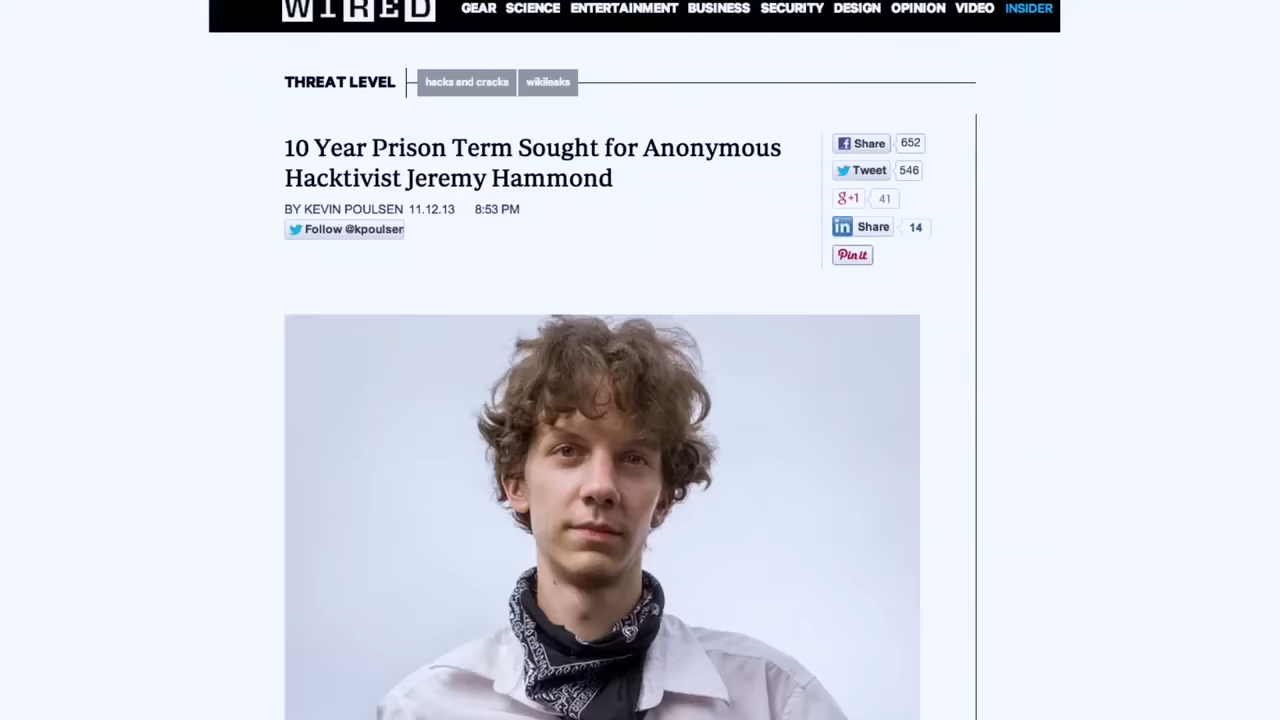 WIRED
GEAR SCIENCE ENTERTAINMENT BUSINESS SECURITY DESIGN OPINION VIDEO INSIDER
THREAT LEVEL hacks and cracks wikileaks
10 Year Prison Term Sought for Anonymous
Hacktivist Jeremy Hammond
BY KEVIN POULSEN 11.12.13 8:53 PM
Follow @kpoulsen
Share 652
Tweet 546
g+1 41
in Share 14
Pinit